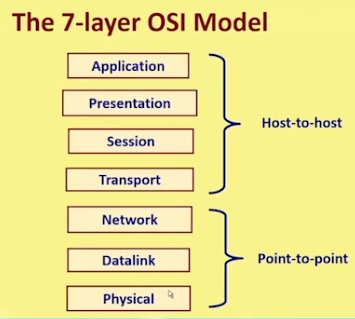 The 7-layer OSI Model
Application
Presentation
Session
Transport
Host-to-host
Network
Datalink
Physical
Point-to-point